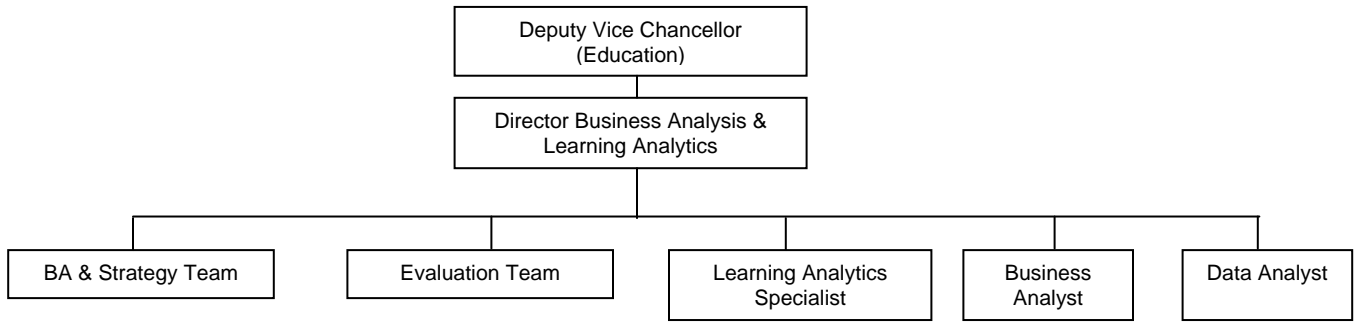 Deputy Vice Chancellor
(Education)
Director Business Analysis &
Learning Analytics
BA & Strategy Team
Evaluation Team
Learning Analytics
Specialist
Business
Analyst
Data Analyst